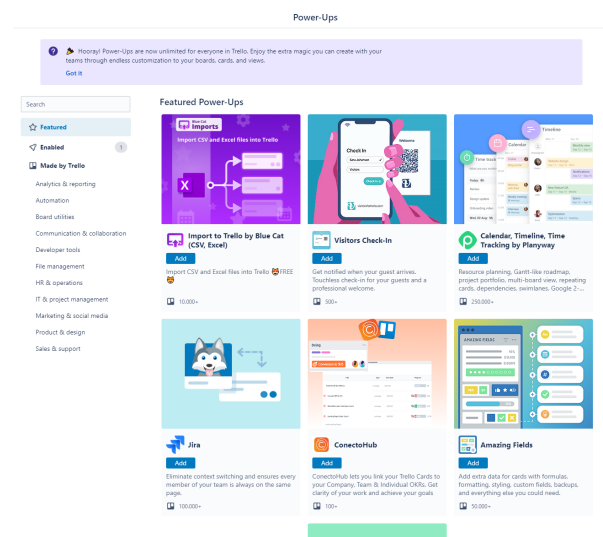 Power-Ups
Hooray! Power-Ups are now unlimited for everyone in Trello. Enjoy the extra magic you can create with your
teams through endless customization to your boards, cards, and views.
Got it
Search
Featured
Enabled 1
Made by Trello
Analytics & reporting
Automation
Board utilities
Communication & collaboration
Developer tools
File management
HR & operations
IT & project management
Marketing & social media
Product & design
Sales & support
Featured Power-Ups
Blue Cat
Imports
Import CSV and Excel files into Trello
Import to Trello by Blue Cat
(CSV, Excel)
Add
Import CSV and Excel files into Trello 😻FREE
😻
10,000+
Check In
Welcome
Visitors Check-In
Add
Get notified when your guest arrives.
Touchless check-in for your guests and a
professional welcome.
500+
Timeline
Calendar
Time track
Calendar, Timeline, Time
Tracking by Planyway
Add
Resource planning, Gantt-like roadmap,
project portfolio, multi-board view, repeating
cards, dependencies, swimlanes. Google 2-...
250,000+
Jira
Add
Eliminate context switching and ensures every
member of your team is always on the same
page.
100,000+
Doing
ConectoHub
Add
ConectoHub lets you link your Trello Cards to
your Company, Team & Individual OKRs. Get
clarity of your work and achieve your goals
100+
AMAZING FIELDS
Amazing Fields
Add
Add extra data for cards with formulas,
formatting, styling, custom fields, backups,
and everything else you could need.
50,000+